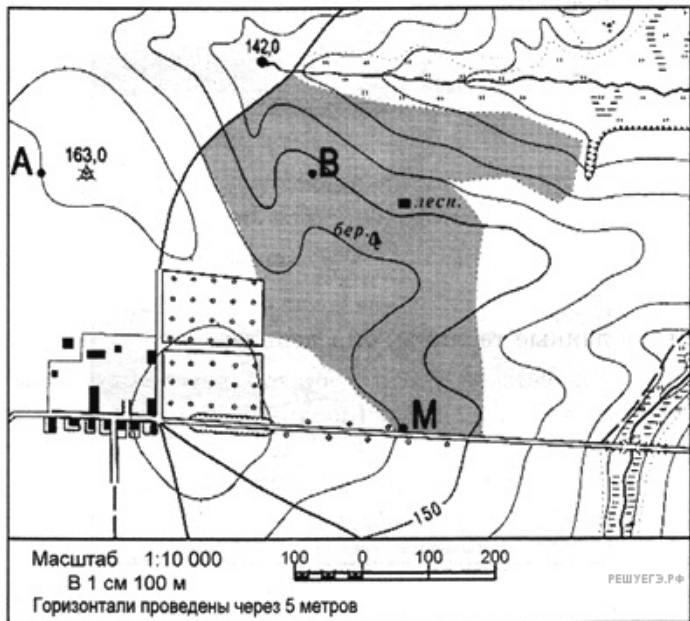 142,0
А
163,0
В
лесн.
бер.
М
150
Масштаб 1:10 000
В 1 см 100 м
100 0 100 200
Горизонтали проведены через 5 метров
РЕШУЕГЭ.РФ